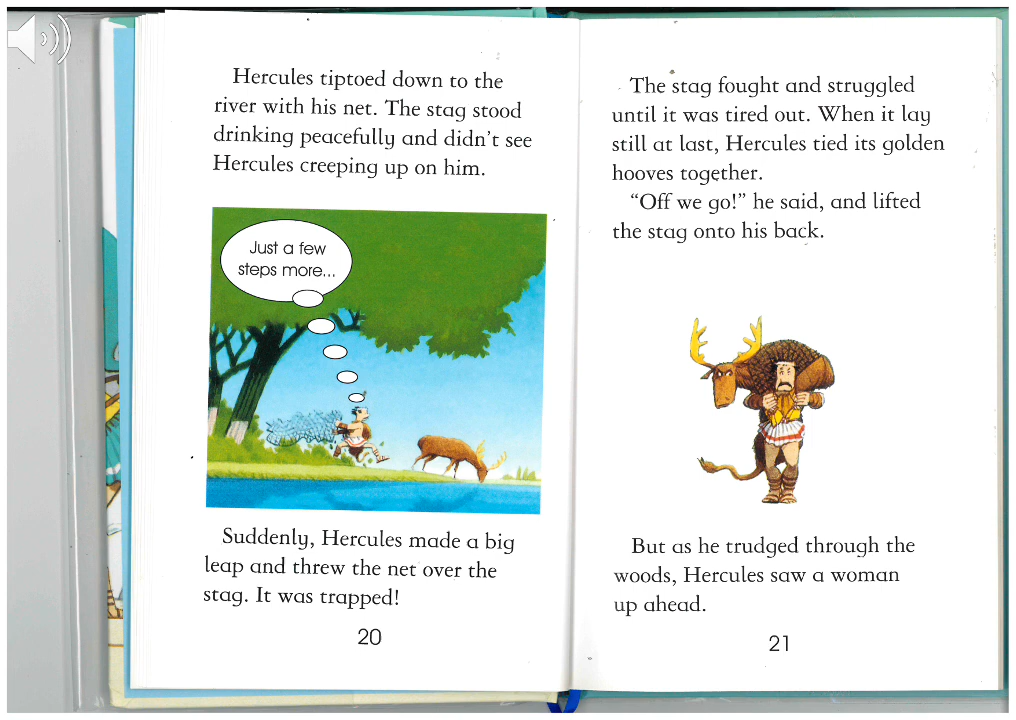 Hercules tiptoed down to the
river with his net. The stag stood
drinking peacefully and didn't see
Hercules creeping up on him.
Just a few
steps more...
Suddenly, Hercules made a big
leap and threw the net over the
stag. It was trapped!
20
The stag fought and struggled
until it was tired out. When it lay
still at last, Hercules tied its golden
hooves together.
“Off we go!” he said, and lifted
the stag onto his back.
But as he trudged through the
woods, Hercules saw a woman
up ahead.
21